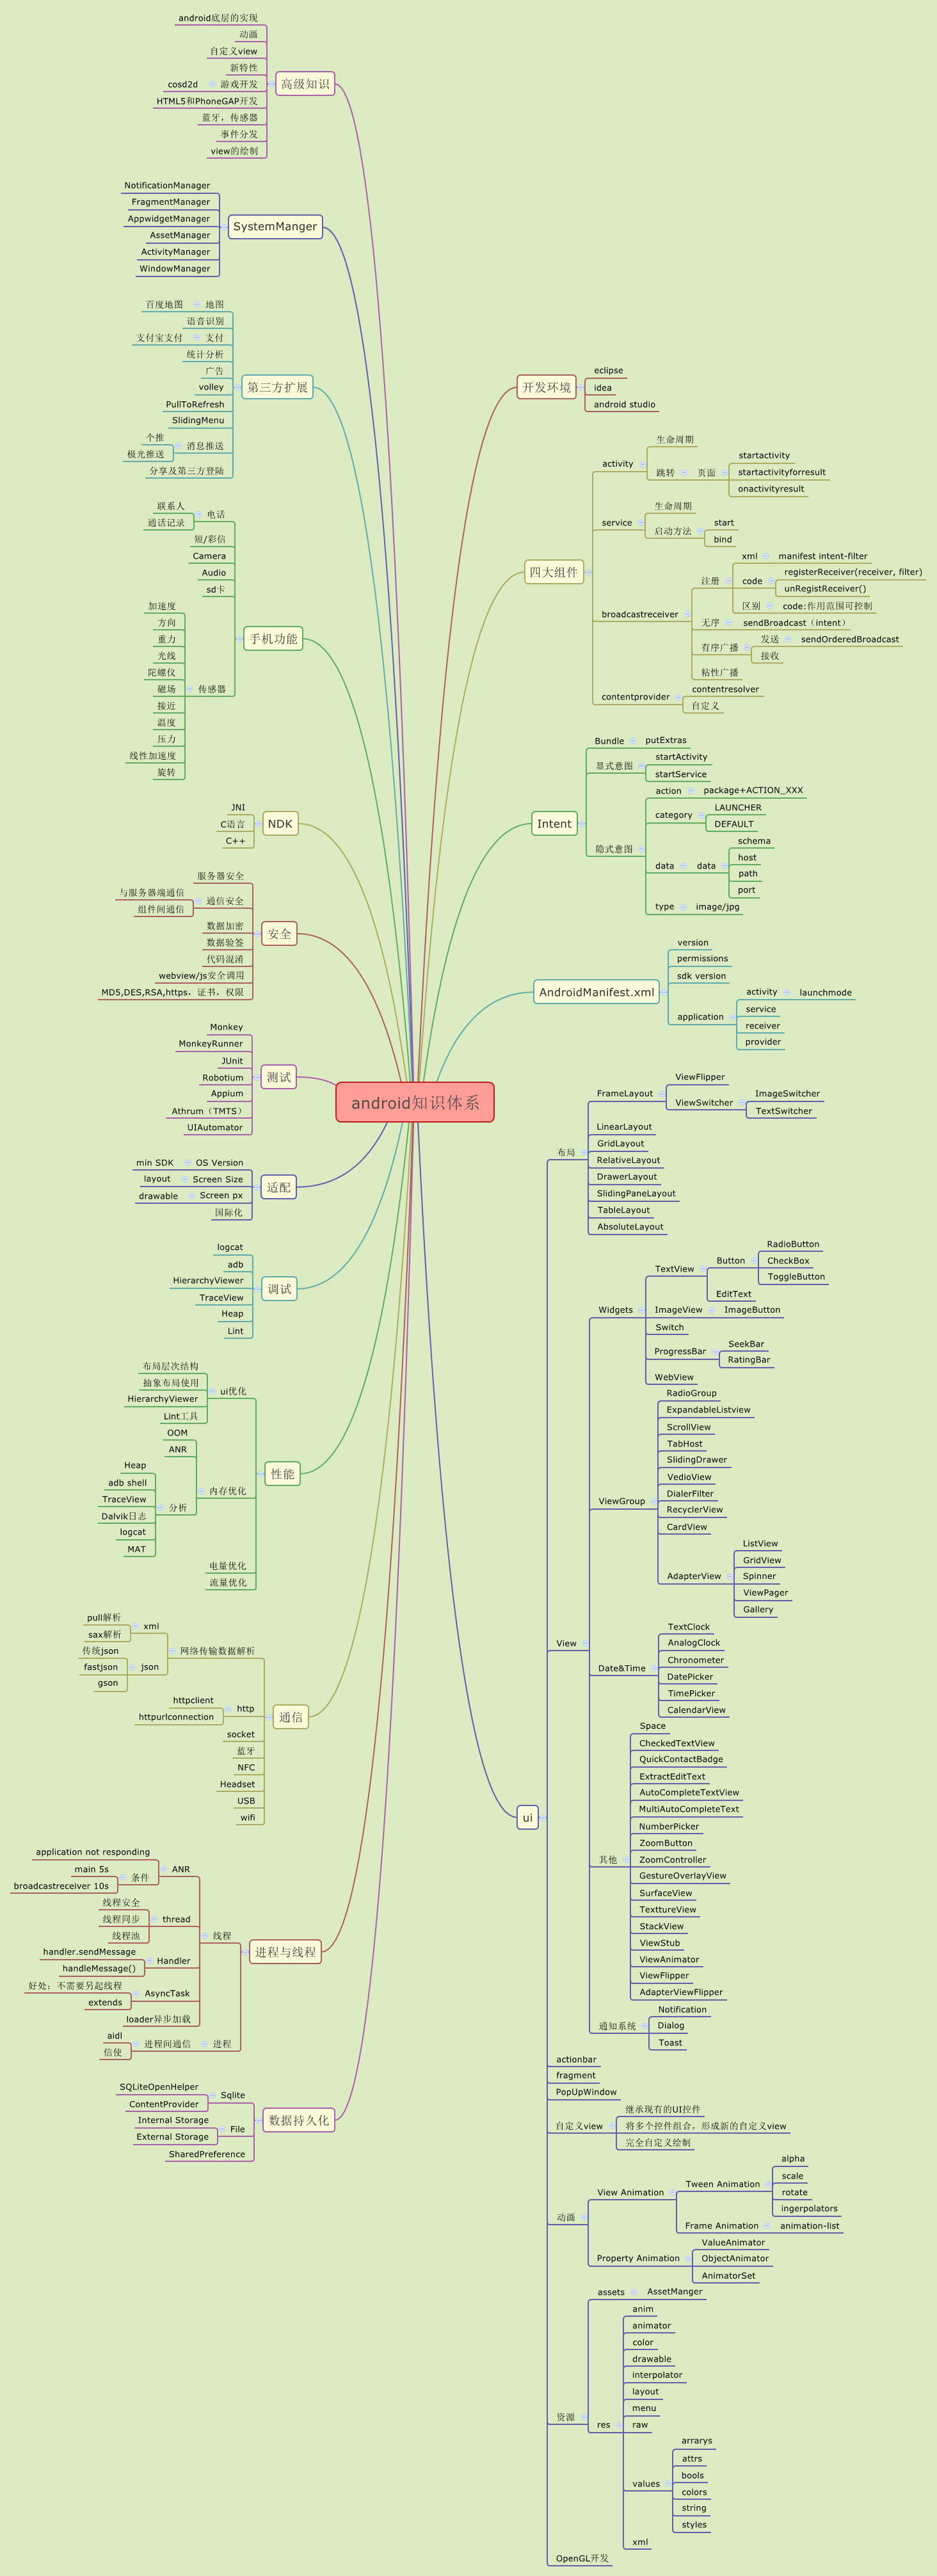 android底层的实现
动画
自定义view
新特性
cosd2d
游戏开发
HTML5和PhoneGAP开发
蓝牙，传感器
事件分发
view的绘制
高级知识
NotificationManager
FragmentManager
AppwidgetManager
AssetManager
ActivityManager
WindowManager
SystemManger
百度地图
地图
语音识别
支付宝支付
支付
统计分析
广告
volley
PullToRefresh
SlidingMenu
个推
极光推送
消息推送
分享及第三方登陆
第三方扩展
联系人
通话记录
电话
短/彩信
Camera
Audio
sd卡
加速度
方向
重力
光线
陀螺仪
磁场
接近
温度
压力
线性加速度
旋转
传感器
手机功能
JNI
C语言
C++
NDK
服务器安全
与服务器端通信
组件间通信
通信安全
数据加密
数据验签
代码混淆
webview/js安全调用
MD5,DES,RSA,https，证书，权限
安全
Monkey
MonkeyRunner
JUnit
Robotium
Appium
Athrum（TMTS）
UIAutomator
测试
min SDK
OS Version
layout
Screen Size
drawable
Screen px
国际化
适配
logcat
adb
HierarchyViewer
TraceView
Heap
Lint
调试
布局层次结构
抽象布局使用
HierarchyViewer
Lint工具
ui优化
OOM
ANR
Heap
adb shell
TraceView
Dalvik日志
logcat
MAT
分析
内存优化
电量优化
流量优化
性能
pull解析
sax解析
xml
传统json
fastjson
gson
json
网络传输数据解析
httpclient
httpurlconnection
http
socket
蓝牙
NFC
Headset
USB
wifi
通信
application not responding
main 5s
broadcastreceiver 10s
条件
ANR
线程安全
线程同步
线程池
thread
handler.sendMessage
handleMessage()
Handler
好处：不需要另起线程
extends
AsyncTask
loader异步加载
线程
aidl
信使
进程间通信
进程
进程与线程
SQLiteOpenHelper
ContentProvider
Sqlite
Internal Storage
External Storage
File
SharedPreference
数据持久化
android知识体系
开发环境
eclipse
idea
android studio
四大组件
activity
生命周期
跳转
页面
startactivity
startactivityforresult
onactivityresult
service
生命周期
启动方法
start
bind
broadcastreceiver
注册
xml
manifest intent-filter
code
registerReceiver(receiver, filter)
unRegistReceiver()
区别
code:作用范围可控制
无序
sendBroadcast（intent）
有序广播
发送
sendOrderedBroadcast
接收
粘性广播
contentprovider
contentresolver
自定义
Intent
Bundle
putExtras
显式意图
startActivity
startService
隐式意图
action
package+ACTION_XXX
category
LAUNCHER
DEFAULT
data
data
schema
host
path
port
type
image/jpg
AndroidManifest.xml
version
permissions
sdk version
application
activity
launchmode
service
receiver
provider
ui
布局
FrameLayout
ViewFlipper
ViewSwitcher
ImageSwitcher
TextSwitcher
LinearLayout
GridLayout
RelativeLayout
DrawerLayout
SlidingPaneLayout
TableLayout
AbsoluteLayout
View
Widgets
TextView
Button
RadioButton
CheckBox
ToggleButton
EditText
ImageView
ImageButton
Switch
ProgressBar
SeekBar
RatingBar
WebView
ViewGroup
RadioGroup
ExpandableListview
ScrollView
TabHost
SlidingDrawer
VedioView
DialerFilter
RecyclerView
CardView
AdapterView
ListView
GridView
Spinner
ViewPager
Gallery
Date&Time
TextClock
AnalogClock
Chronometer
DatePicker
TimePicker
CalendarView
其他
Space
CheckedTextView
QuickContactBadge
ExtractEditText
AutoCompleteTextView
MultiAutoCompleteText
NumberPicker
ZoomButton
ZoomController
GestureOverlayView
SurfaceView
TexttureView
StackView
ViewStub
ViewAnimator
ViewFlipper
AdapterViewFlipper
通知系统
Notification
Dialog
Toast
actionbar
fragment
PopUpWindow
自定义view
继承现有的UI控件
将多个控件组合，形成新的自定义view
完全自定义绘制
动画
View Animation
Tween Animation
alpha
scale
rotate
ingerpolators
Frame Animation
animation-list
Property Animation
ValueAnimator
ObjectAnimator
AnimatorSet
资源
assets
AssetManger
res
anim
animator
color
drawable
interpolator
layout
menu
raw
values
arrarys
attrs
bools
colors
string
styles
xml
OpenGL开发